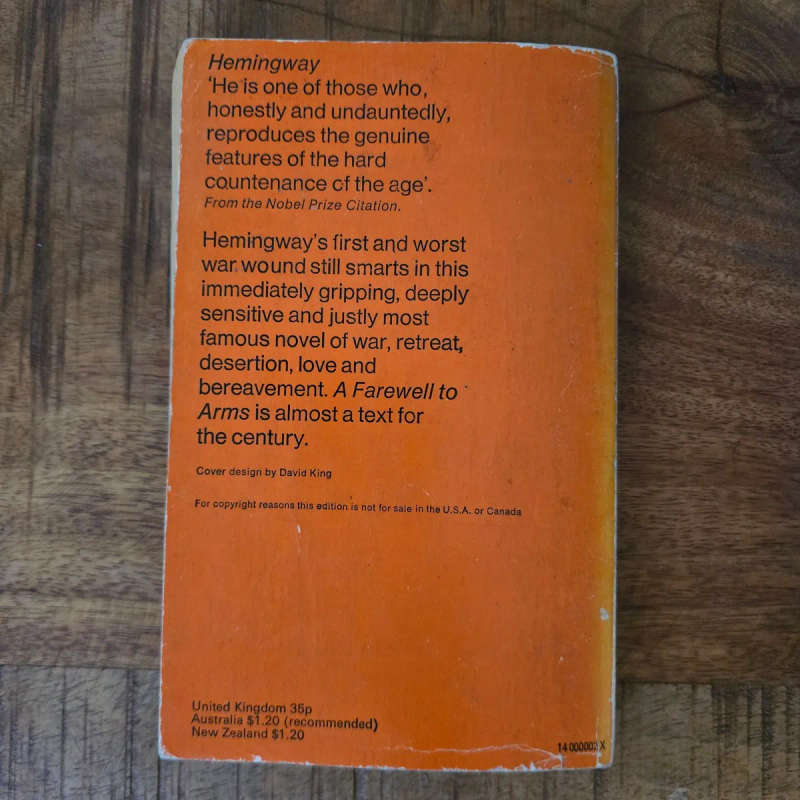 Hemingway
'He is one of those who,
honestly and undauntedly,
reproduces the genuine
features of the hard
countenance of the age'.
From the Nobel Prize Citation.
Hemingway's first and worst
war wound still smarts in this
immediately gripping, deeply
sensitive and justly most
famous novel of war, retreat,
desertion, love and
bereavement. A Farewell to
Arms is almost a text for
the century.
Cover design by David King
For copyright reasons this edition is not for sale in the U.S.A. or Canada
United Kingdom 35p
Australia $1.20 (recommended)
New Zealand $1.20
14 000002 X